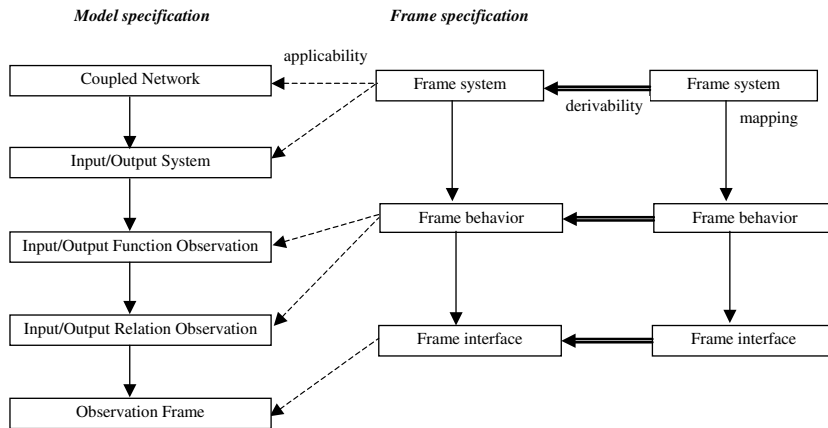 Model specification
Frame specification
applicability
Coupled Network
Frame system
Frame system
derivability
mapping
Input/Output System
Frame behavior
Frame behavior
Input/Output Function Observation
Input/Output Relation Observation
Frame interface
Frame interface
Observation Frame